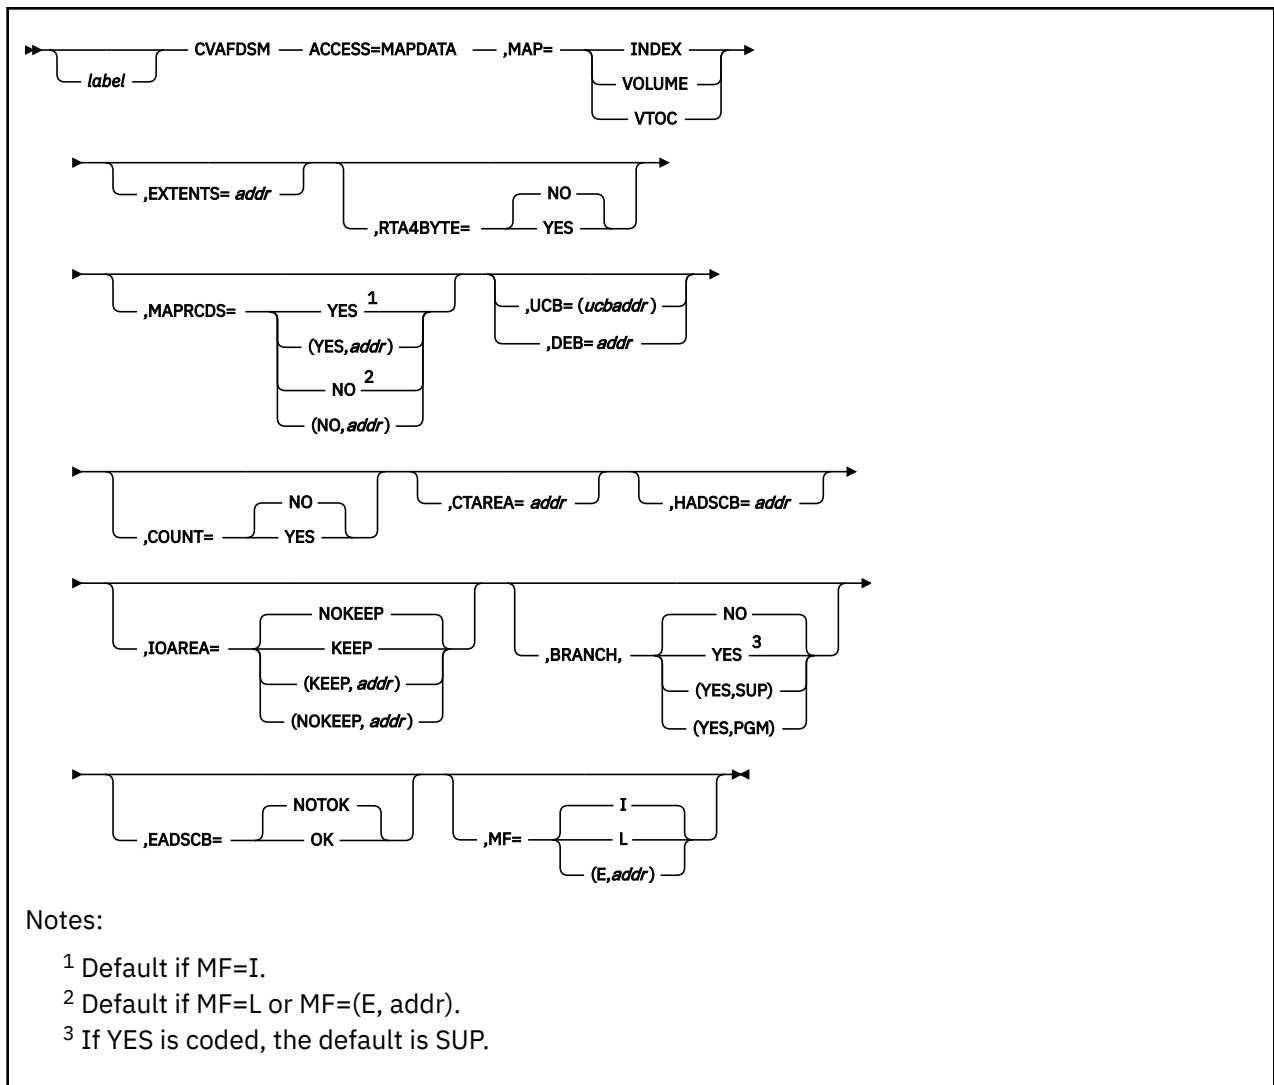 CVAFDSM ACCESS=MAPDATA ,MAP= INDEX
label VOLUME
VTOC
,EXTENTS= addr NO
,RTA4BYTE= YES
,MAPRCDS= YES 1 ,UCB= (ucbaddr)
(YES,addr) ,DEB= addr
NO 2
(NO,addr)
NO ,CTAREA= addr ,HADSCB= addr
,COUNT= YES
NOKEEP NO
,IOAREA= KEEP ,BRANCH, YES 3
(KEEP, addr) (YES,SUP)
(NOKEEP, addr) (YES,PGM)
NOTOK I
,EADSCB= OK ,MF= L
(E,addr)
Notes:
1 Default if MF=I.
2 Default if MF=L or MF=(E, addr).
3 If YES is coded, the default is SUP.